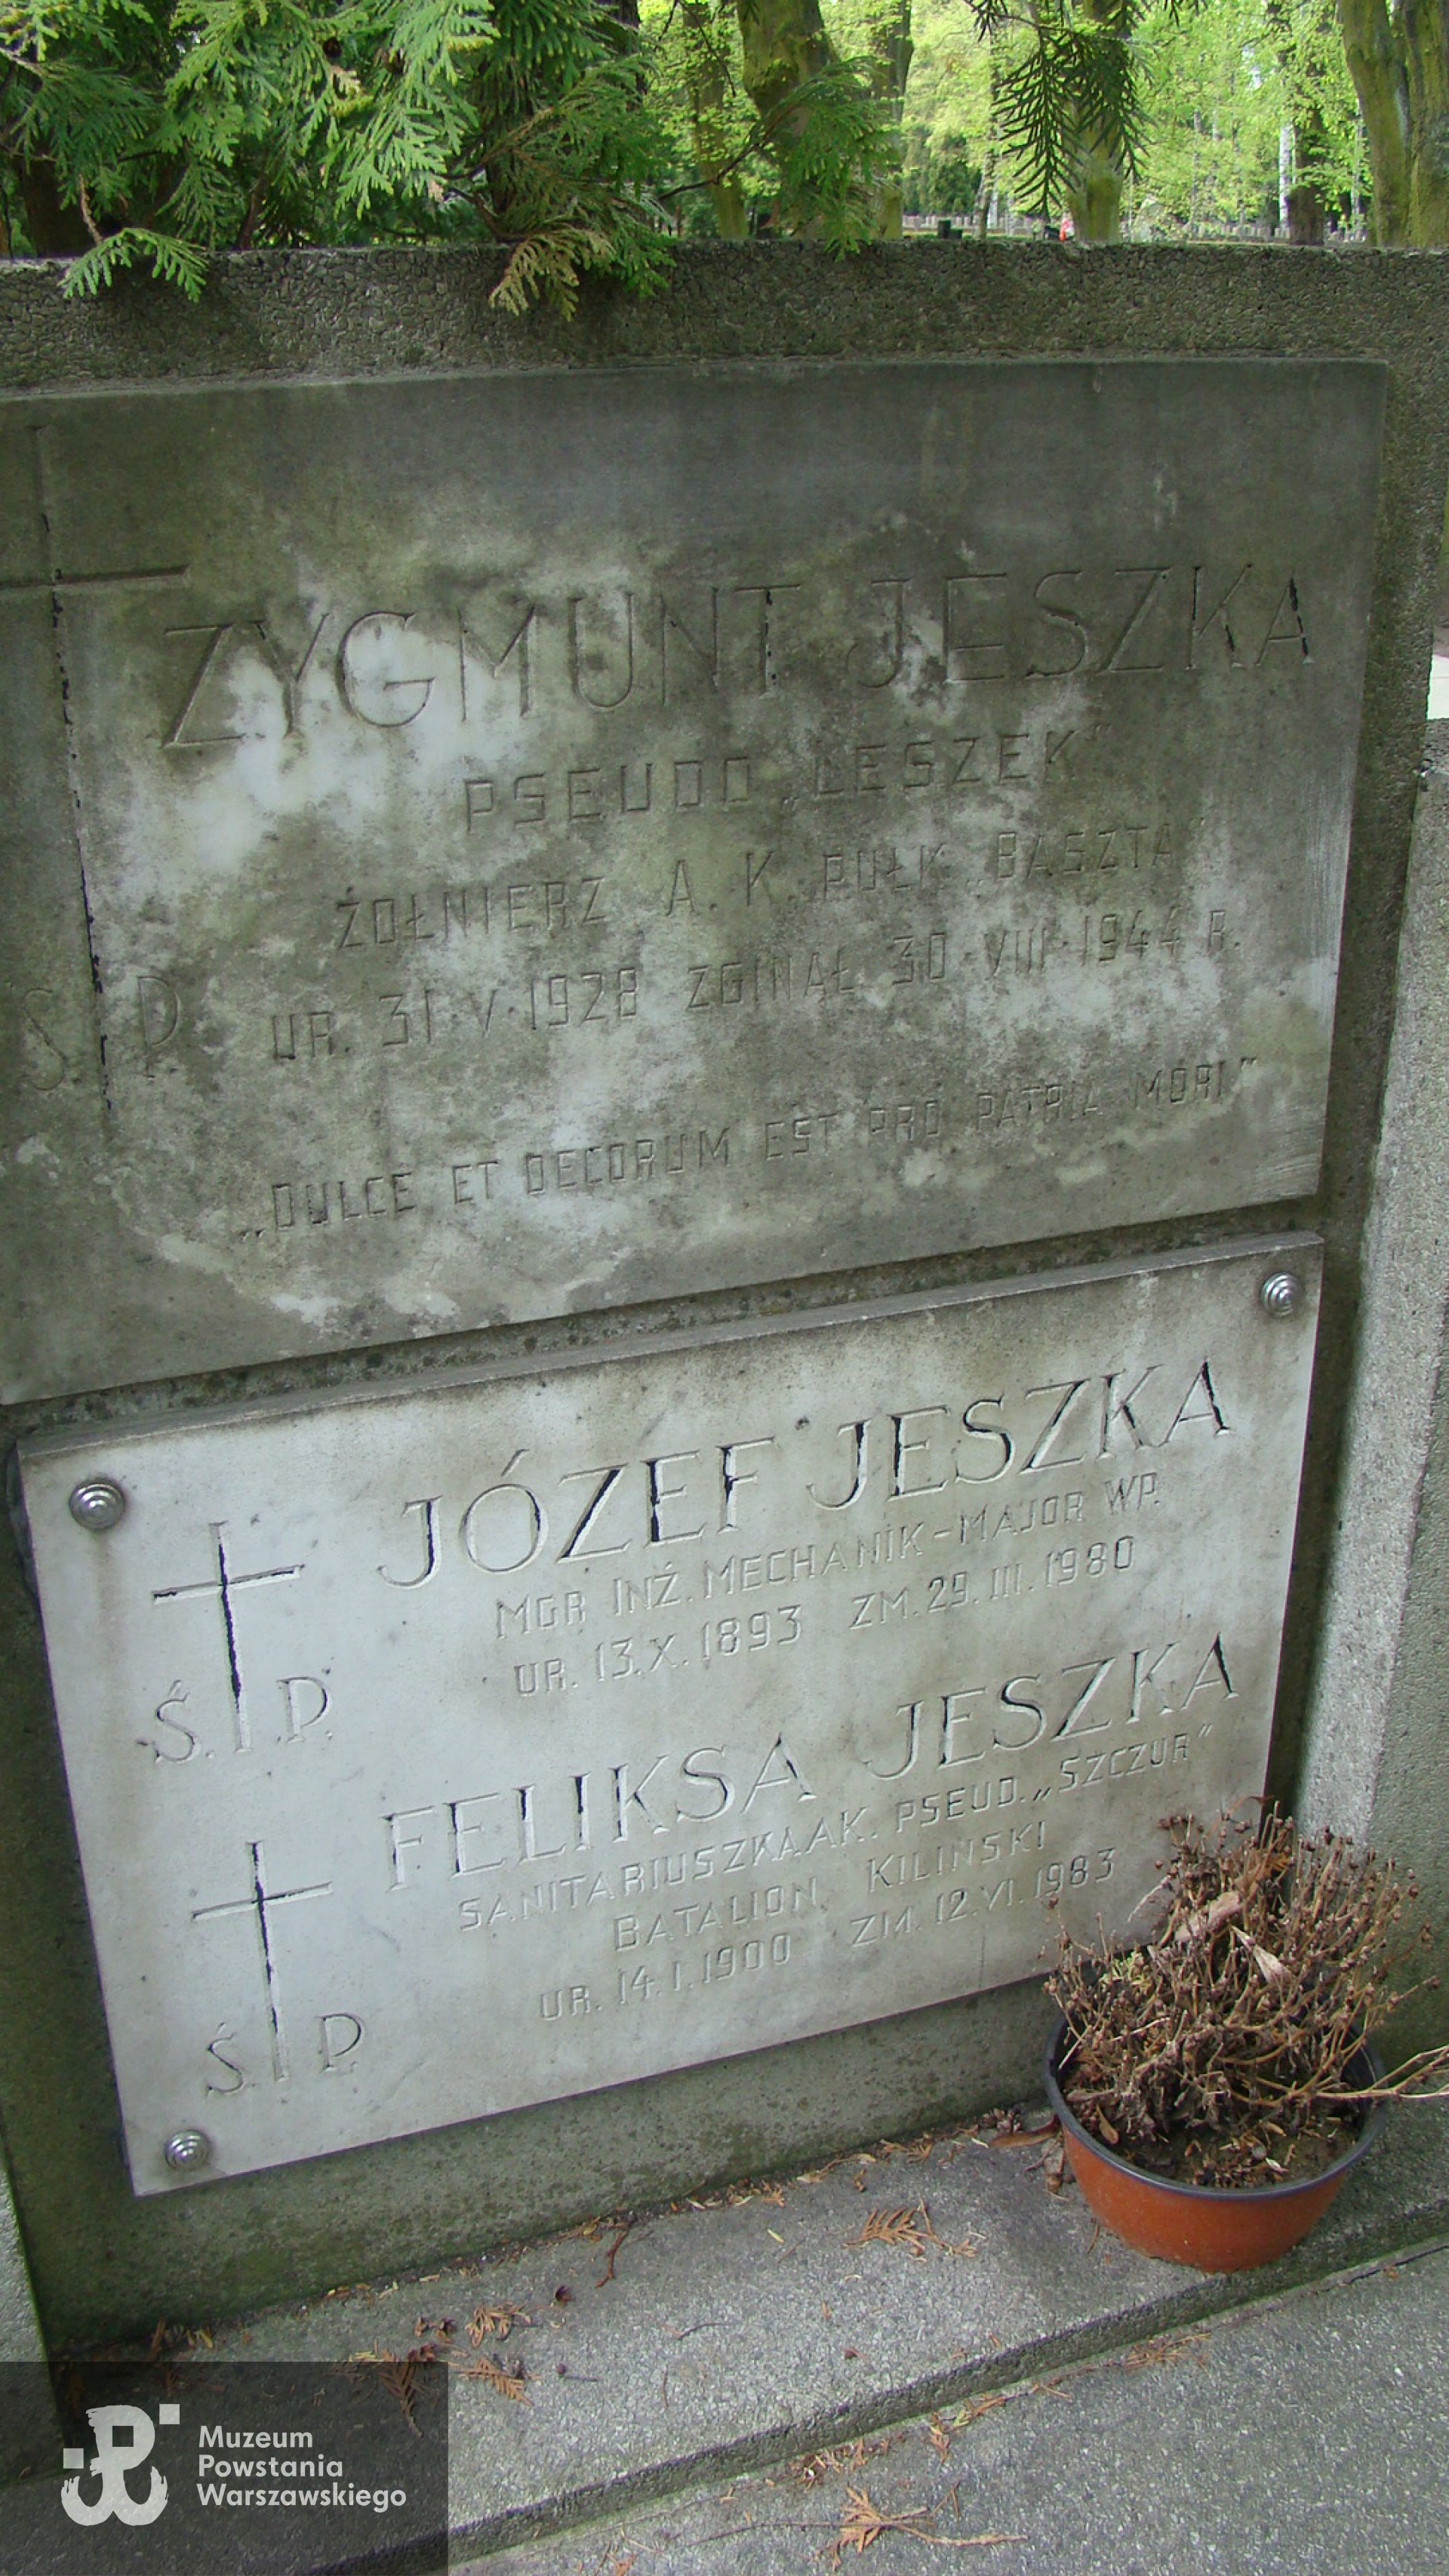 ZYGMUNT JESZKA
PSEUDO „LESZEK"
ŻOŁNIERZ A. K. PUŁK „BASZTA"
Ś. P. UR. 31·V·1928 ZGINĄŁ 30·VIII·1944 R.
„DULCE ET DECORUM EST PRO PATRIA MORI"
JÓZEF JESZKA
MGR INŻ. MECHANIK-MAJOR WP.
UR. 13.X.1893 ZM. 29.III.1980
Ś. P.
FELIKSA JESZKA
SANITARIUSZKA AK. PSEUD. „SZCZUR"
BATALION KILIŃSKI
UR. 14.I.1900 ZM. 12.VI.1983
Ś. P.
Muzeum
Powstania
Warszawskiego